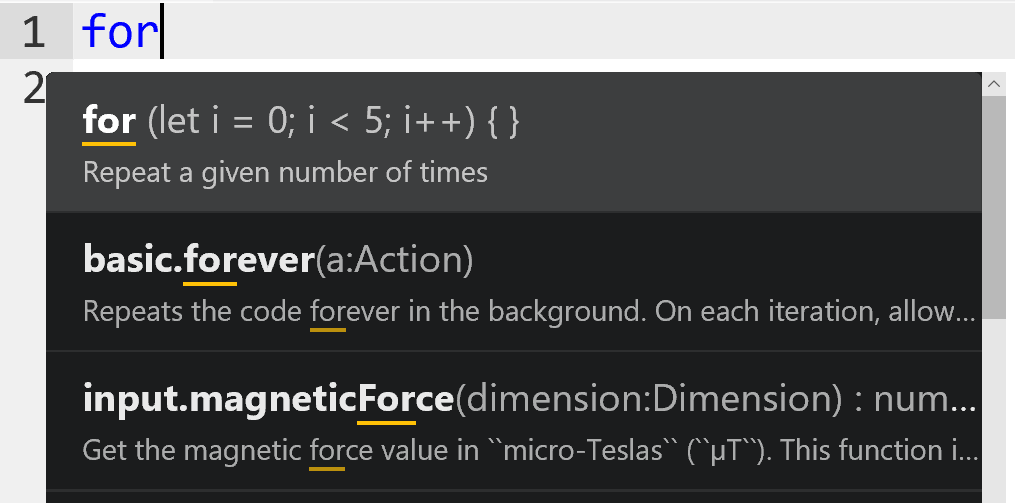 1 for
2
for (let i = 0; i < 5; i++) { }
Repeat a given number of times
basic.forever(a:Action)
Repeats the code forever in the background. On each iteration, allow...
input.magneticForce(dimension:Dimension) : num...
Get the magnetic force value in ``micro-Teslas`` (``µT``). This function i...